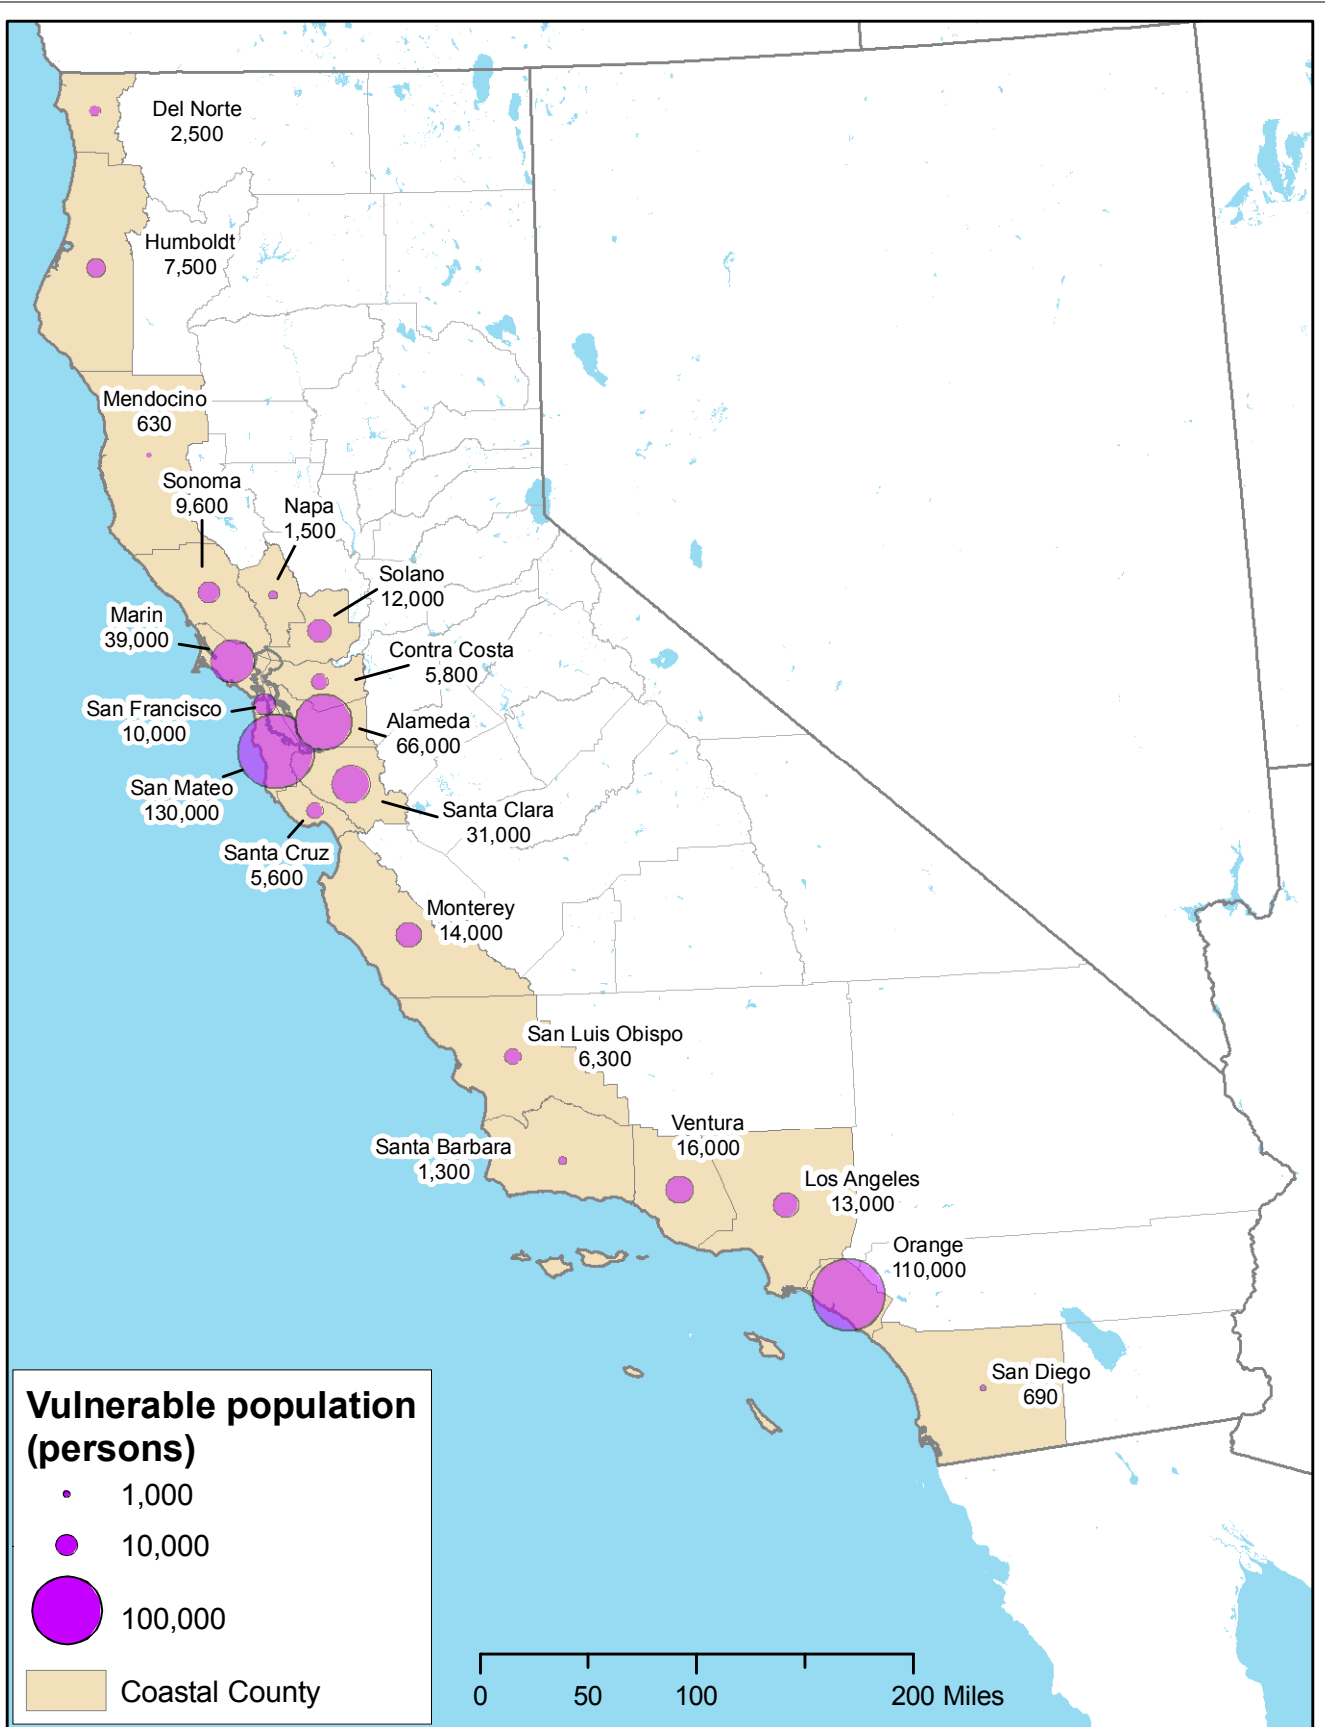 Del Norte
2,500
Humboldt
7,500
Mendocino
630
Sonoma
9,600
Napa
1,500
Solano
12,000
Marin
39,000
Contra Costa
5,800
San Francisco
10,000
Alameda
66,000
San Mateo
130,000
Santa Clara
31,000
Santa Cruz
5,600
Monterey
14,000
San Luis Obispo
6,300
Ventura
16,000
Santa Barbara
1,300
Los Angeles
13,000
Orange
110,000
San Diego
690
Vulnerable population
(persons)
1,000
10,000
100,000
Coastal County
0 50 100 200 Miles